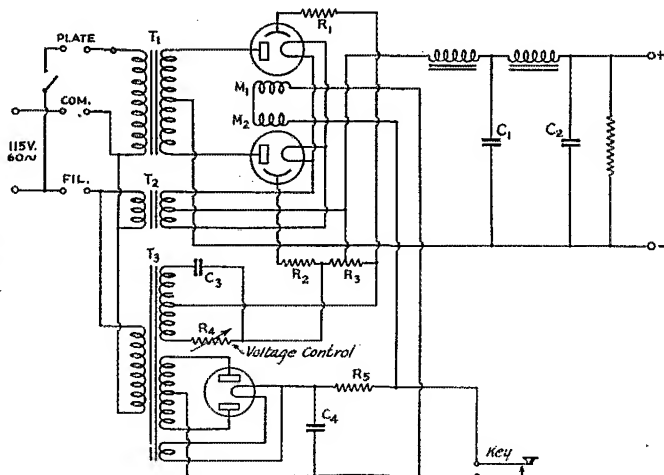 PLATE
T1
R1
COM.
M1
M2
C1
C2
115V.
60~
FIL.
T2
+
-
T3
C3
R2
R3
R4
Voltage Control
R5
C4
Key